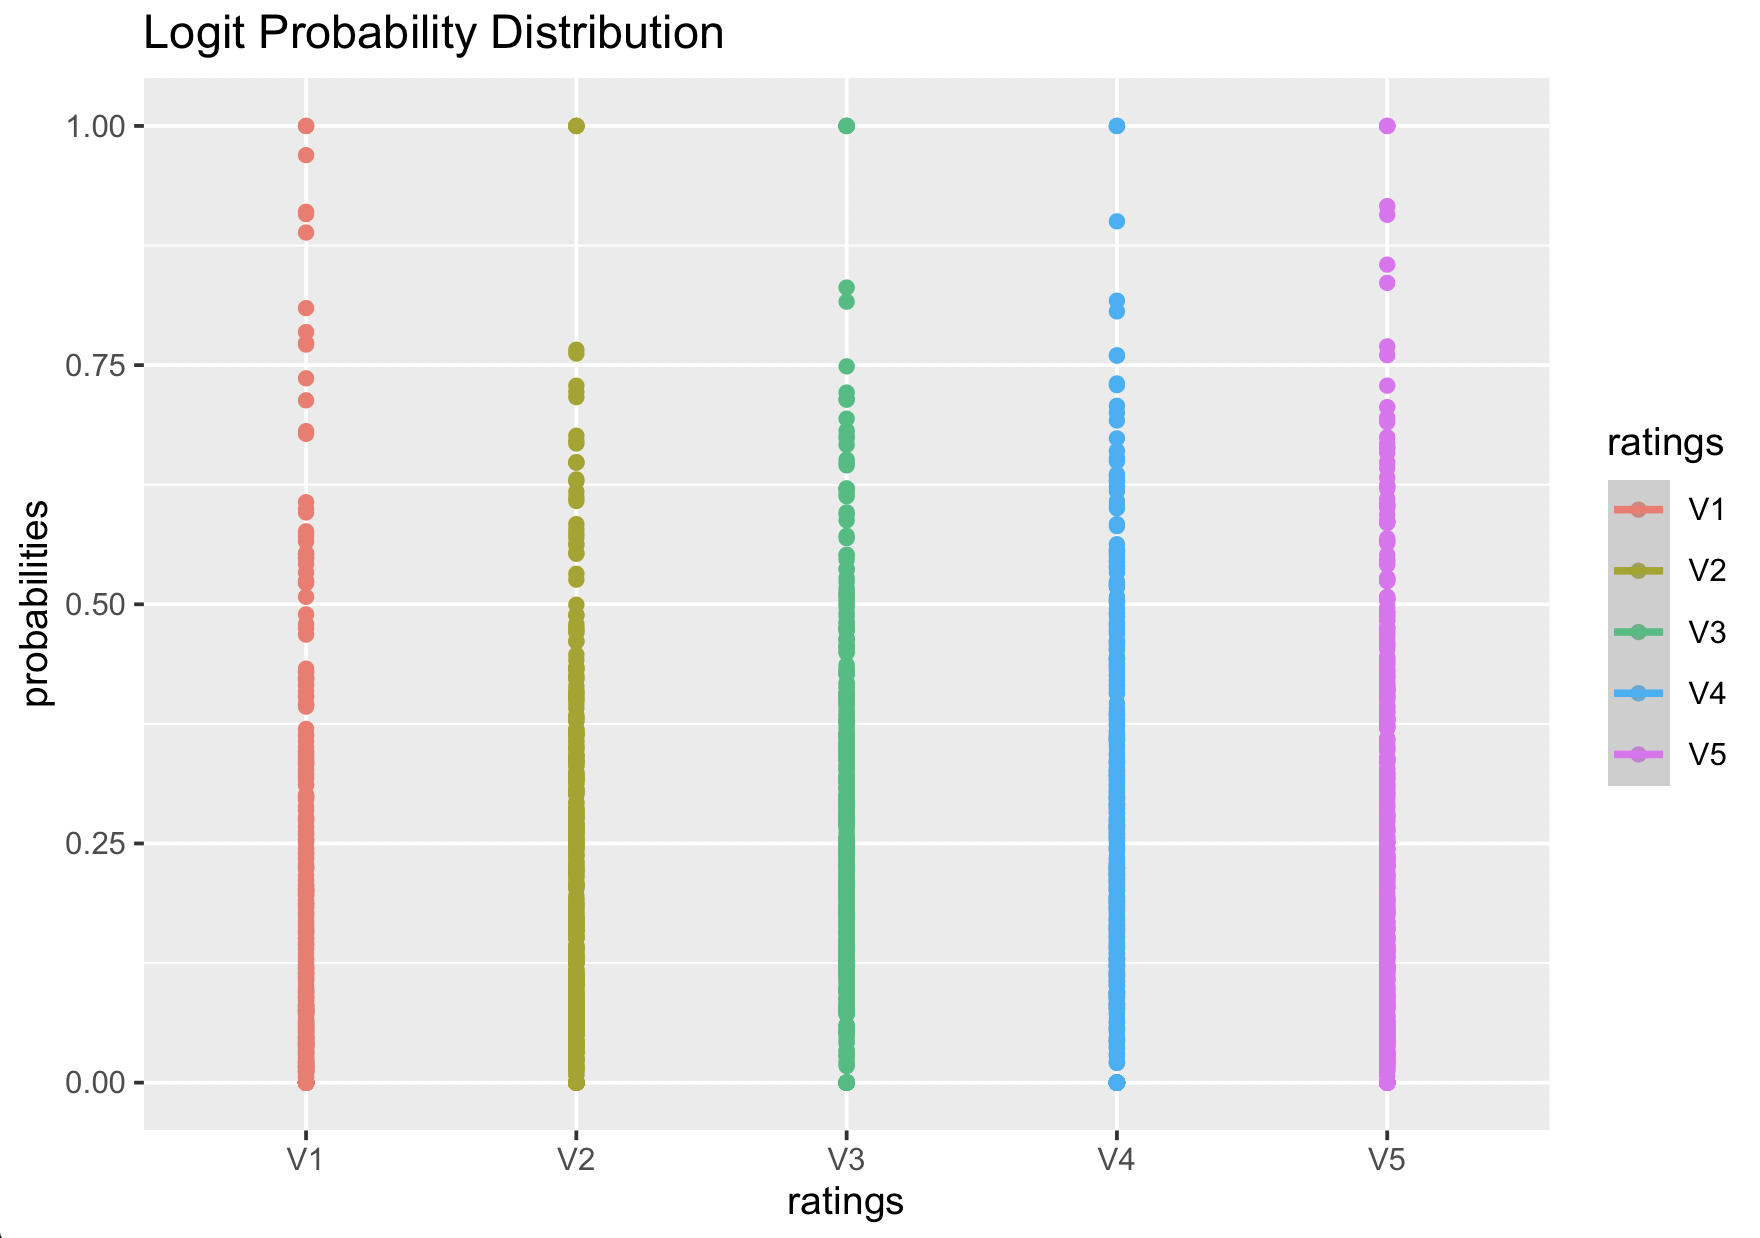 Logit Probability Distribution
1.00
0.75
0.50
0.25
0.00
probabilities
V1 V2 V3 V4 V5
ratings
ratings
V1
V2
V3
V4
V5